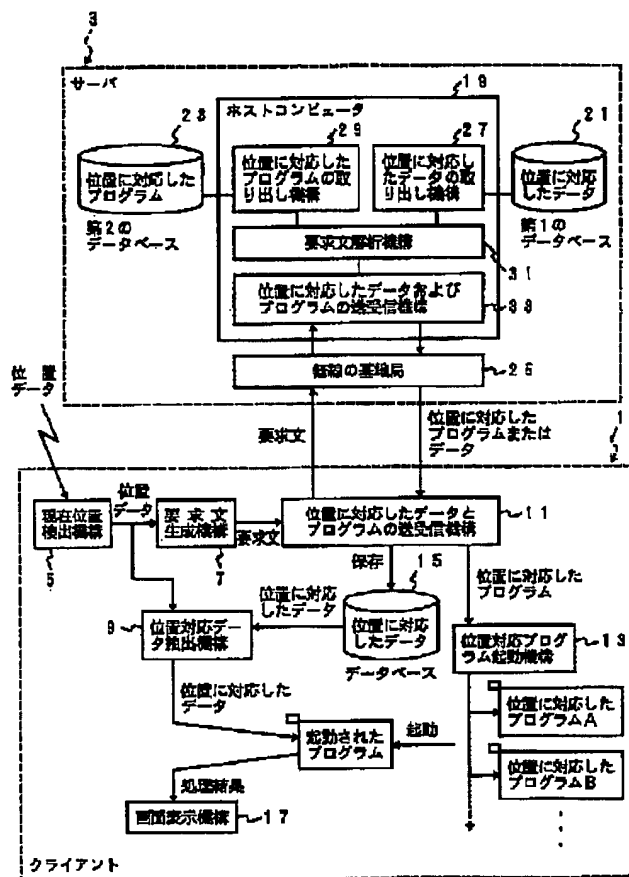 3
サーバ
ホストコンピュータ
19
23
29
27
21
位置に対応した
プログラム
第2の
データベース
位置に対応した
プログラムの取
り出し機構
位置に対応し
たデータの取
り出し機構
位置に対応し
たデータ
第1の
データベース
要求文解析機構
31
位置に対応したデータおよび
プログラムの送受信機構
33
無線の基地局
25
位置
データ
要求文
位置に対応した
プログラムまたは
データ
1
現在位置
検出機構
5
位置
データ
要求文
生成機構
7
要求文
位置に対応したデータと
プログラムの送受信機構
11
保存
15
位置に対応
したデータ
位置に対
応した
データ
データベース
位置に対応した
プログラム
9
位置対応デー
タ抽出機構
位置対応プログ
ラム起動機構
13
位置に対応した
データ
起動された
プログラム
起動
位置に対応した
プログラムA
位置に対応した
プログラムB
処理結果
画面表示機構
17
クライアント